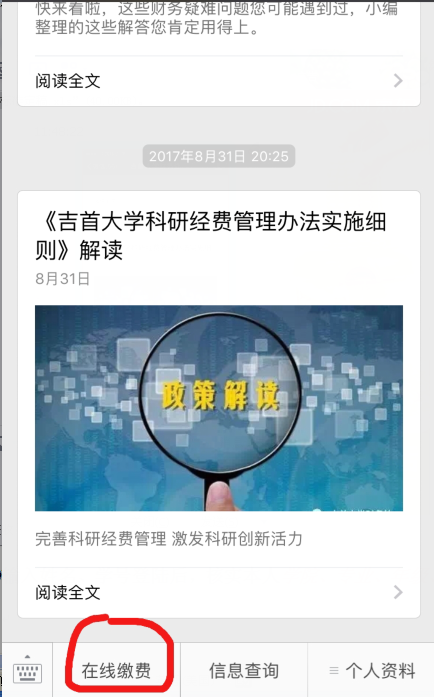 快来看啦，这些财务疑难问题您可能遇到过，小编
整理的这些解答您肯定用得上。
阅读全文
2017年8月31日 20:25
《吉首大学科研经费管理办法实施细
则》解读
8月31日
政策解读
完善科研经费管理 激发科研创新活力
阅读全文
在线缴费
信息查询
个人资料